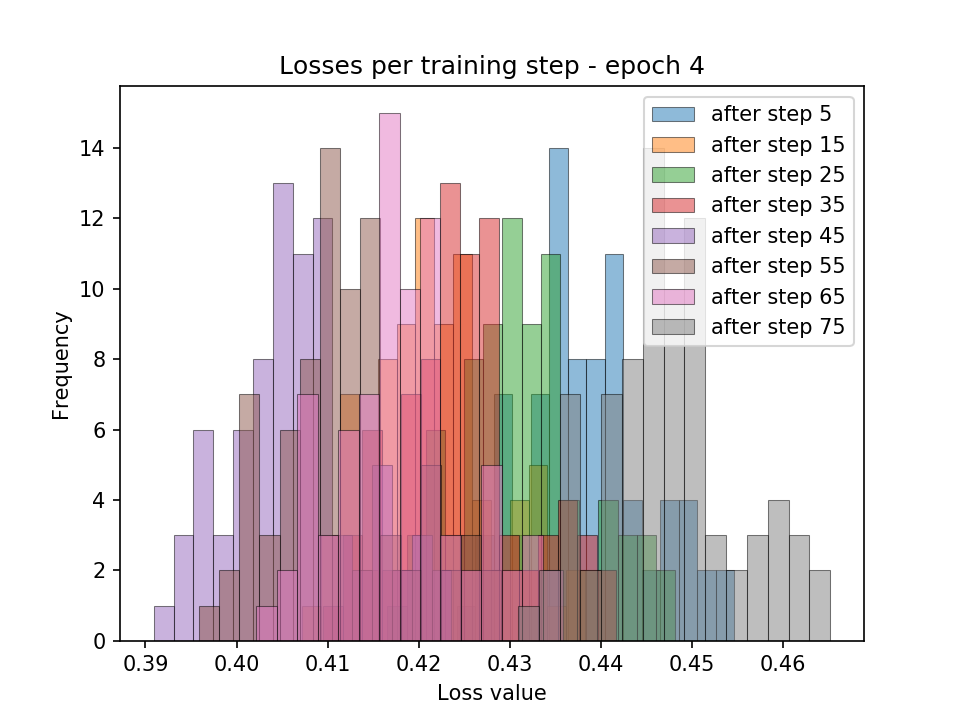 Losses per training step - epoch 4
Frequency
14
12
10
8
6
4
2
0
after step 5
after step 15
after step 25
after step 35
after step 45
after step 55
after step 65
after step 75
0.39 0.40 0.41 0.42 0.43 0.44 0.45 0.46
Loss value